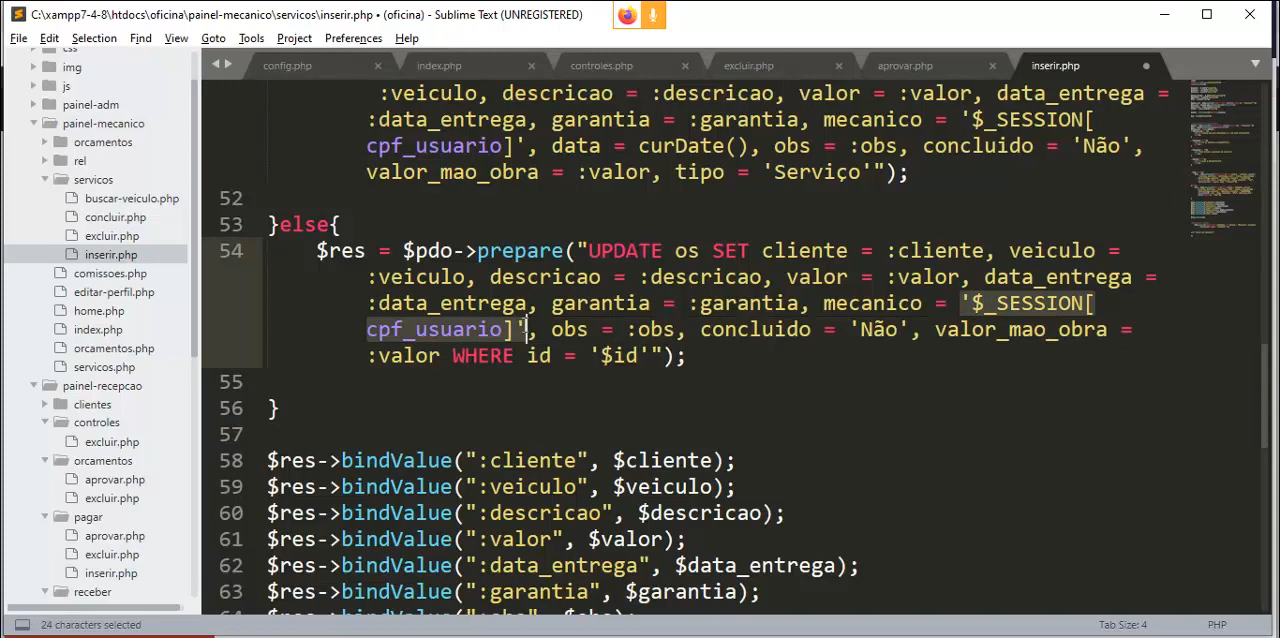 C:\xampp7-4-8\htdocs\oficina\painel-mecanico\servicos\inserir.php • (oficina) - Sublime Text (UNREGISTERED)
File Edit Selection Find View Goto Tools Project Preferences Help
config.php index.php controles.php excluir.php aprovar.php inserir.php
css
img
js
painel-adm
painel-mecanico
orcamentos
rel
servicos
buscar-veiculo.php
concluir.php
excluir.php
inserir.php
comissoes.php
editar-perfil.php
home.php
index.php
orcamentos.php
servicos.php
painel-recepcao
clientes
controles
excluir.php
orcamentos
aprovar.php
excluir.php
pagar
aprovar.php
excluir.php
inserir.php
receber
:veiculo, descricao = :descricao, valor = :valor, data_entrega =
:data_entrega, garantia = :garantia, mecanico = '$_SESSION[
cpf_usuario]', data = curDate(), obs = :obs, concluido = 'Não',
valor_mao_obra = :valor, tipo = 'Serviço'");
52
53 }else{
54 $res = $pdo->prepare("UPDATE os SET cliente = :cliente, veiculo =
:veiculo, descricao = :descricao, valor = :valor, data_entrega =
:data_entrega, garantia = :garantia, mecanico = '$_SESSION[
cpf_usuario]', obs = :obs, concluido = 'Não', valor_mao_obra =
:valor WHERE id = '$id'");
55
56 }
57
58 $res->bindValue(":cliente", $cliente);
59 $res->bindValue(":veiculo", $veiculo);
60 $res->bindValue(":descricao", $descricao);
61 $res->bindValue(":valor", $valor);
62 $res->bindValue(":data_entrega", $data_entrega);
63 $res->bindValue(":garantia", $garantia);
24 characters selected Tab Size: 4 PHP